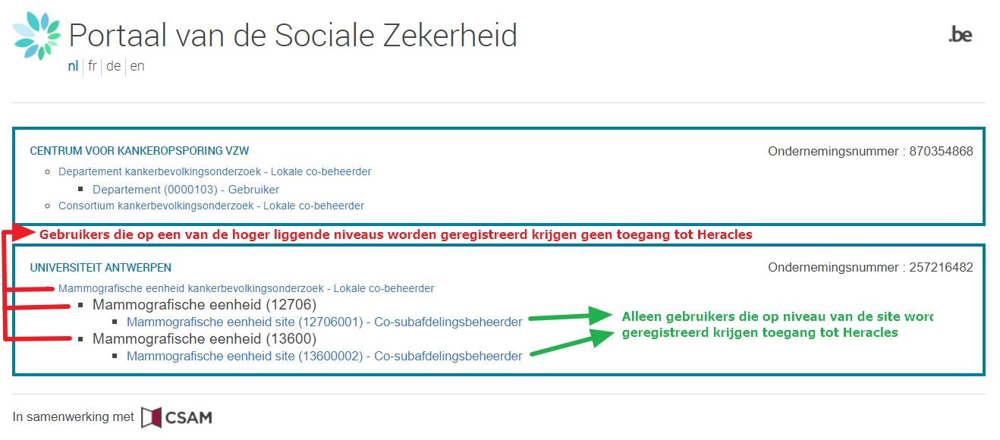 Portaal van de Sociale Zekerheid
.be
nl fr de en
CENTRUM VOOR KANKEROPSPORING VZW
Ondernemingsnummer : 870354868
Departement kankerbevolkingsonderzoek - Lokale co-beheerder
Departement (0000103) - Gebruiker
Consortium kankerbevolkingsonderzoek - Lokale co-beheerder
Gebruikers die op een van de hoger liggende niveaus worden geregistreerd krijgen geen toegang tot Heracles
UNIVERSITEIT ANTWERPEN
Ondernemingsnummer : 257216482
Mammografische eenheid kankerbevolkingsonderzoek - Lokale co-beheerder
Mammografische eenheid (12706)
Mammografische eenheid site (12706001) - Co-subafdelingsbeheerder
Mammografische eenheid (13600)
Mammografische eenheid site (13600002) - Co-subafdelingsbeheerder
Alleen gebruikers die op niveau van de site word
geregistreerd krijgen toegang tot Heracles
In samenwerking met CSAM